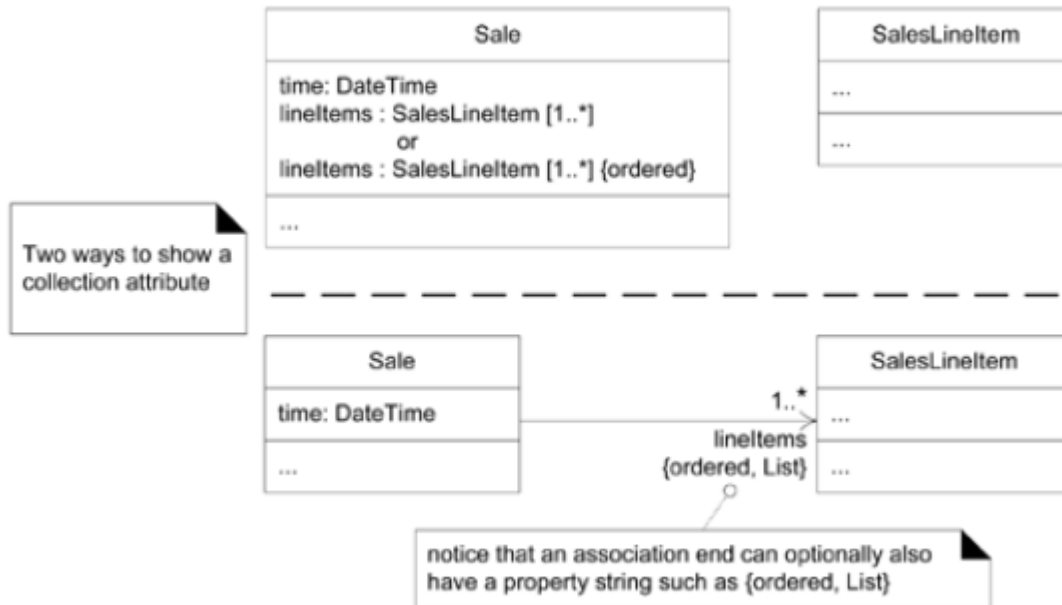 Sale
time: DateTime
lineItems : SalesLineItem [1..*]
or
lineItems : SalesLineItem [1..*] {ordered}
...
SalesLineItem
...
...
Two ways to show a
collection attribute
Sale
time: DateTime
...
1..*
lineItems
{ordered, List}
SalesLineItem
...
...
notice that an association end can optionally also
have a property string such as {ordered, List}